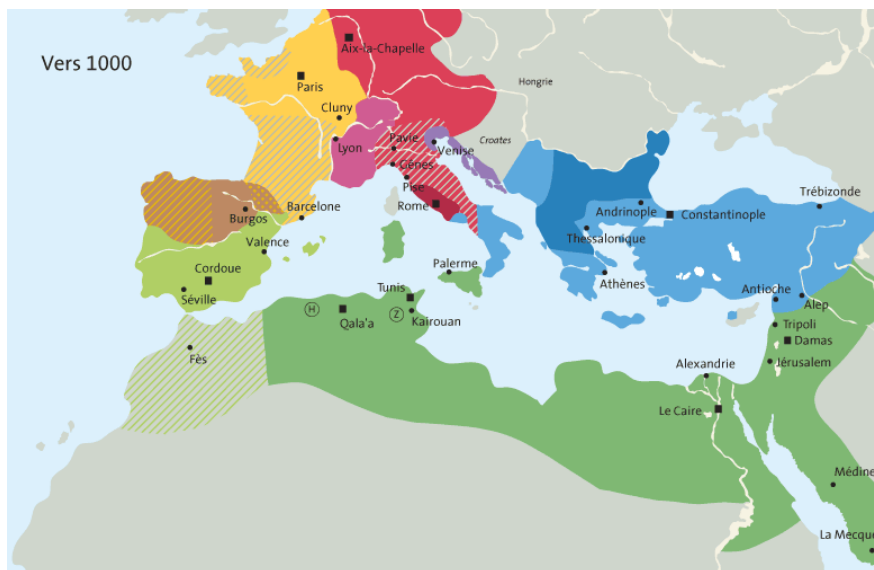 Vers 1000
Aix-la-Chapelle
Paris
Hongrie
Cluny
Lyon
Pavie
Venise
Croates
Gênes
Pise
Rome
Burgos
Barcelone
Andrinople
Constantinople
Trébizonde
Thessalonique
Valence
Cordoue
Séville
Palerme
Athènes
Antioche
Alep
Tunis
H
Qala'a
Z
Kairouan
Tripoli
Damas
Fès
Alexandrie
Jérusalem
Le Caire
Médine
La Mecque